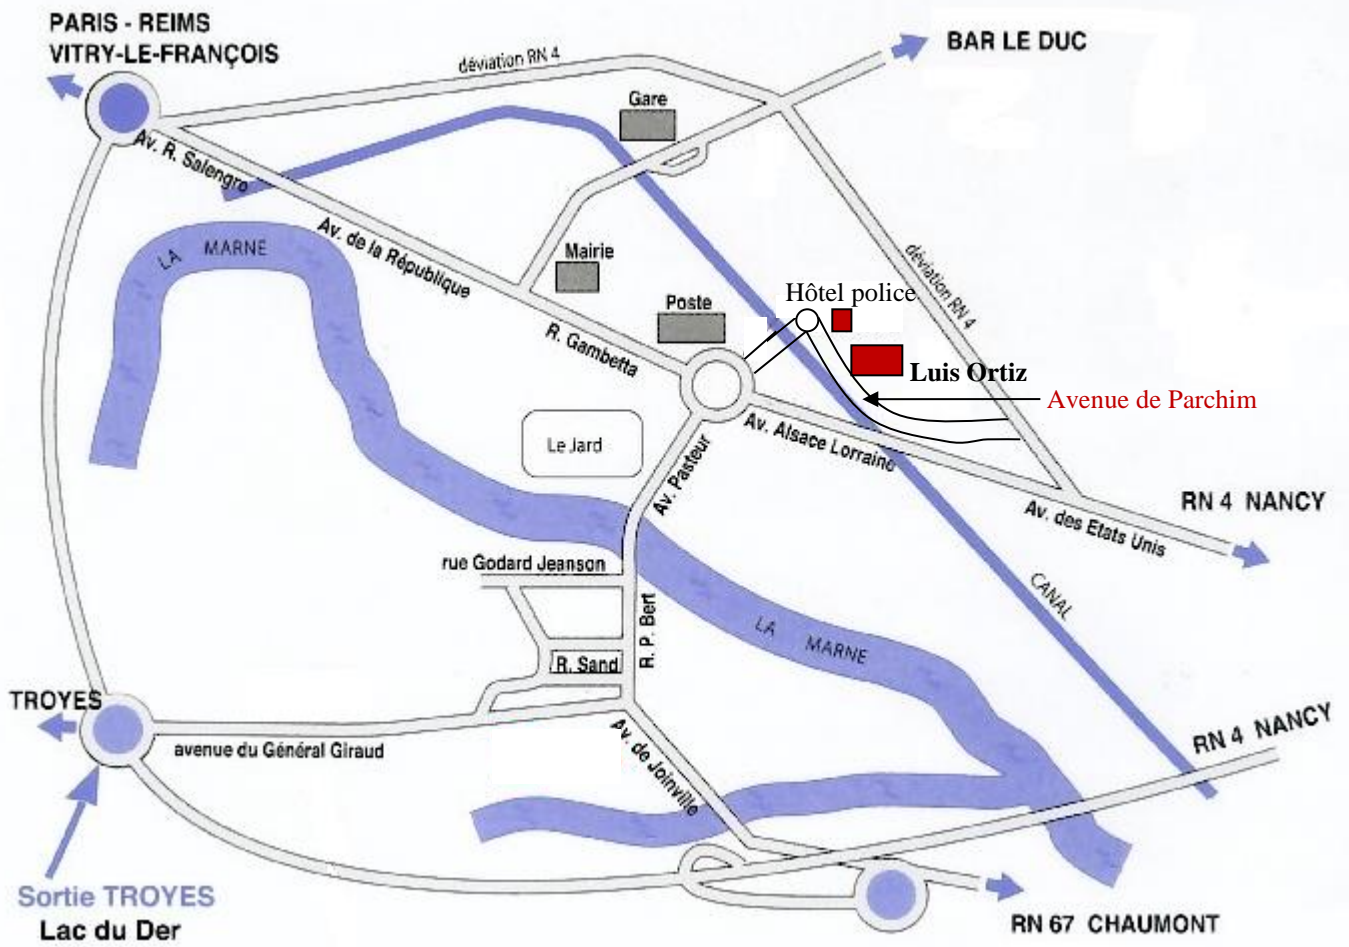 PARIS - REIMS
VITRY-LE-FRANÇOIS
déviation RN 4
BAR LE DUC
Gare
Av. R. Salengro
LA MARNE
Av. de la République
Mairie
déviation RN 4
Hôtel police
Poste
R. Gambetta
Luis Ortiz
Avenue de Parchim
Le Jard
Av. Alsace Lorraine
Av. Pasteur
RN 4 NANCY
Av. des Etats Unis
rue Godard Jeanson
CANAL
R. P. Bert
LA MARNE
R. Sand
TROYES
avenue du Général Giraud
Av. de Joinville
RN 4 NANCY
Sortie TROYES
Lac du Der
RN 67 CHAUMONT